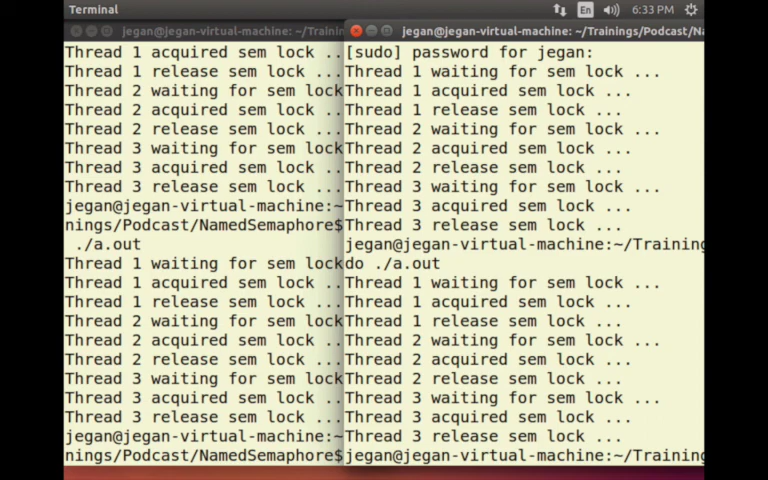 Terminal
En
6:33 PM
jegan@jegan-virtual-machine: ~/Trainin
Thread 1 acquired sem lock ..
Thread 1 release sem lock ...
Thread 2 waiting for sem lock
Thread 2 acquired sem lock ..
Thread 2 release sem lock ...
Thread 3 waiting for sem lock
Thread 3 acquired sem lock ..
Thread 3 release sem lock ...
jegan@jegan-virtual-machine:~
nings/Podcast/NamedSemaphore$
./a.out
Thread 1 waiting for sem lock
Thread 1 acquired sem lock ..
Thread 1 release sem lock ...
Thread 2 waiting for sem lock
Thread 2 acquired sem lock ..
Thread 2 release sem lock ...
Thread 3 waiting for sem lock
Thread 3 acquired sem lock ..
Thread 3 release sem lock ...
jegan@jegan-virtual-machine:~
nings/Podcast/NamedSemaphore$
jegan@jegan-virtual-machine: ~/Trainings/Podcast/Na
[sudo] password for jegan:
Thread 1 waiting for sem lock ...
Thread 1 acquired sem lock ...
Thread 1 release sem lock ...
Thread 2 waiting for sem lock ...
Thread 2 acquired sem lock ...
Thread 2 release sem lock ...
Thread 3 waiting for sem lock ...
Thread 3 acquired sem lock ...
Thread 3 release sem lock ...
jegan@jegan-virtual-machine:~/Training
do ./a.out
Thread 1 waiting for sem lock ...
Thread 1 acquired sem lock ...
Thread 1 release sem lock ...
Thread 2 waiting for sem lock ...
Thread 2 acquired sem lock ...
Thread 2 release sem lock ...
Thread 3 waiting for sem lock ...
Thread 3 acquired sem lock ...
Thread 3 release sem lock ...
jegan@jegan-virtual-machine:~/Training